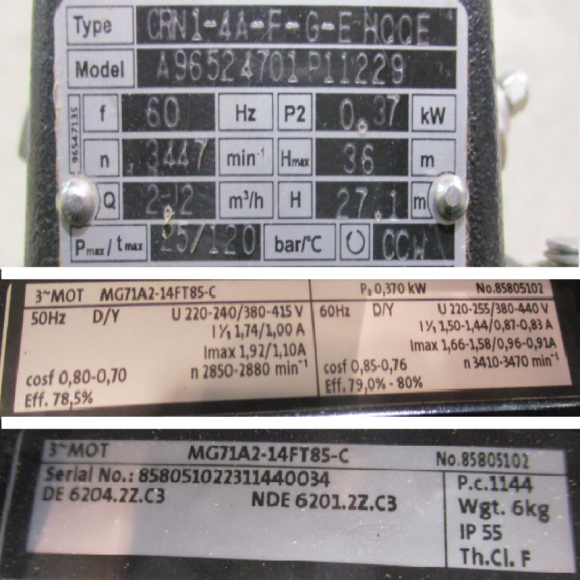 Type CRN1-4A-F-G-E-HQQE
Model A96524701P11229
96547135
f 60 Hz P2 0.37 kW
n 3447 min-1 Hmax 36 m
Q 2.2 m³/h H 27.1 m
Pmax/tmax 25/120 bar/°C CCW
3~MOT MG71A2-14FT85-C P₂ 0,370 kW No.85805102
50Hz D/Y U 220-240/380-415 V 60Hz D/Y U 220-255/380-440 V
I 1/1 1,74/1,00 A I 1/1 1,50-1,44/0,87-0,83 A
Imax 1,92/1,10A Imax 1,66-1,58/0,96-0,91A
cosf 0,80-0,70 n 2850-2880 min⁻¹ cosf 0,85-0,76 n 3410-3470 min⁻¹
Eff. 78,5% Eff. 79,0% - 80%
3~MOT MG71A2-14FT85-C No.85805102
Serial No.: 858051022311440034 P.c.1144
DE 6204.2Z.C3 NDE 6201.2Z.C3 Wgt. 6kg
IP 55
Th.Cl. F